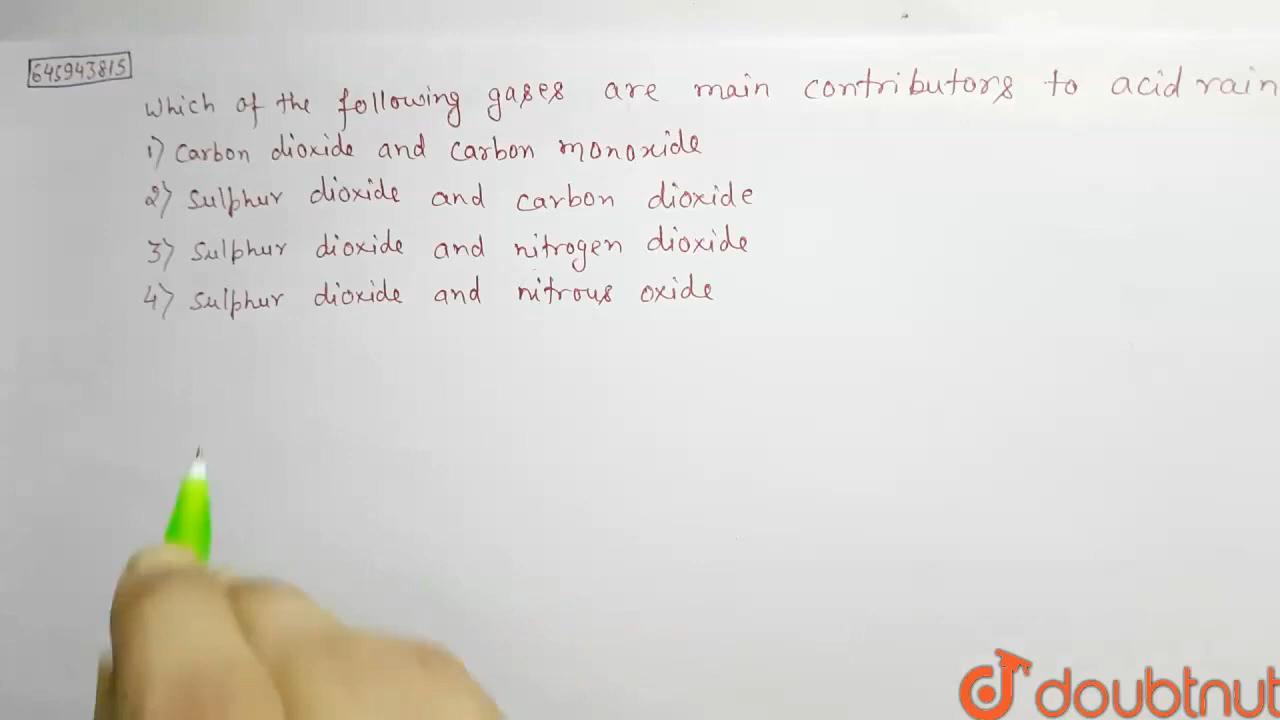 645943815
Which of the following gases are main contributors to acid rain
1) Carbon dioxide and carbon monoxide
2) Sulphur dioxide and carbon dioxide
3) Sulphur dioxide and nitrogen dioxide
4) Sulphur dioxide and nitrous oxide
doubtnut